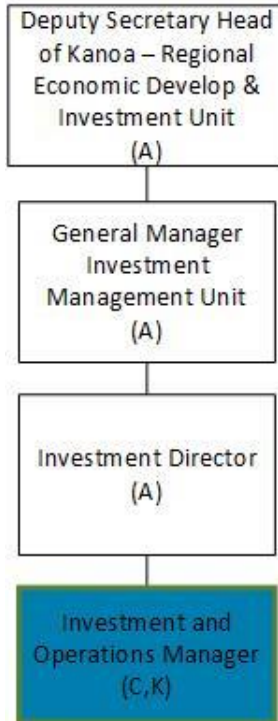 Deputy Secretary Head
of Kanoa – Regional
Economic Develop &
Investment Unit
(A)
General Manager
Investment
Management Unit
(A)
Investment Director
(A)
Investment and
Operations Manager
(C,K)